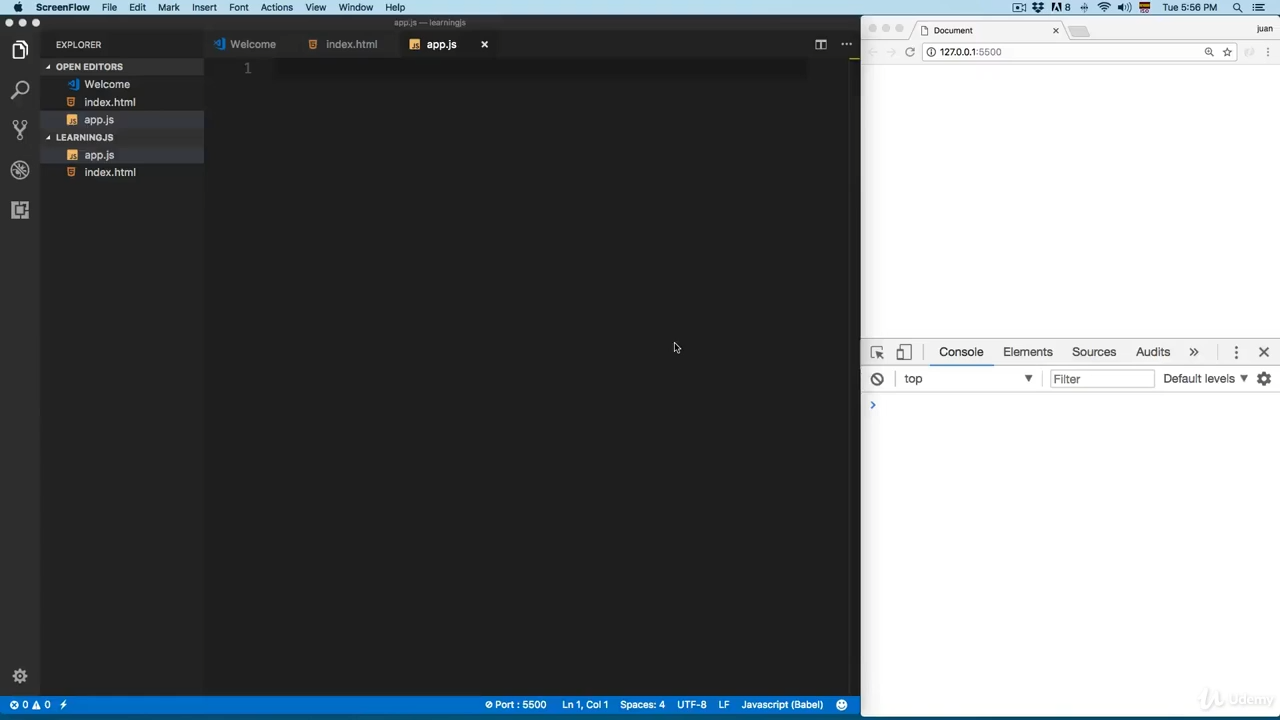 ScreenFlow File Edit Mark Insert Font Actions View Window Help 8 Tue 5:56 PM
app.js — learningjs
EXPLORER
Welcome index.html app.js
OPEN EDITORS
Welcome
index.html
app.js
LEARNINGJS
app.js
index.html
1
0 0 Port : 5500 Ln 1, Col 1 Spaces: 4 UTF-8 LF Javascript (Babel)
Document juan
127.0.0.1:5500
Console Elements Sources Audits »
top Filter Default levels
>
Udemy